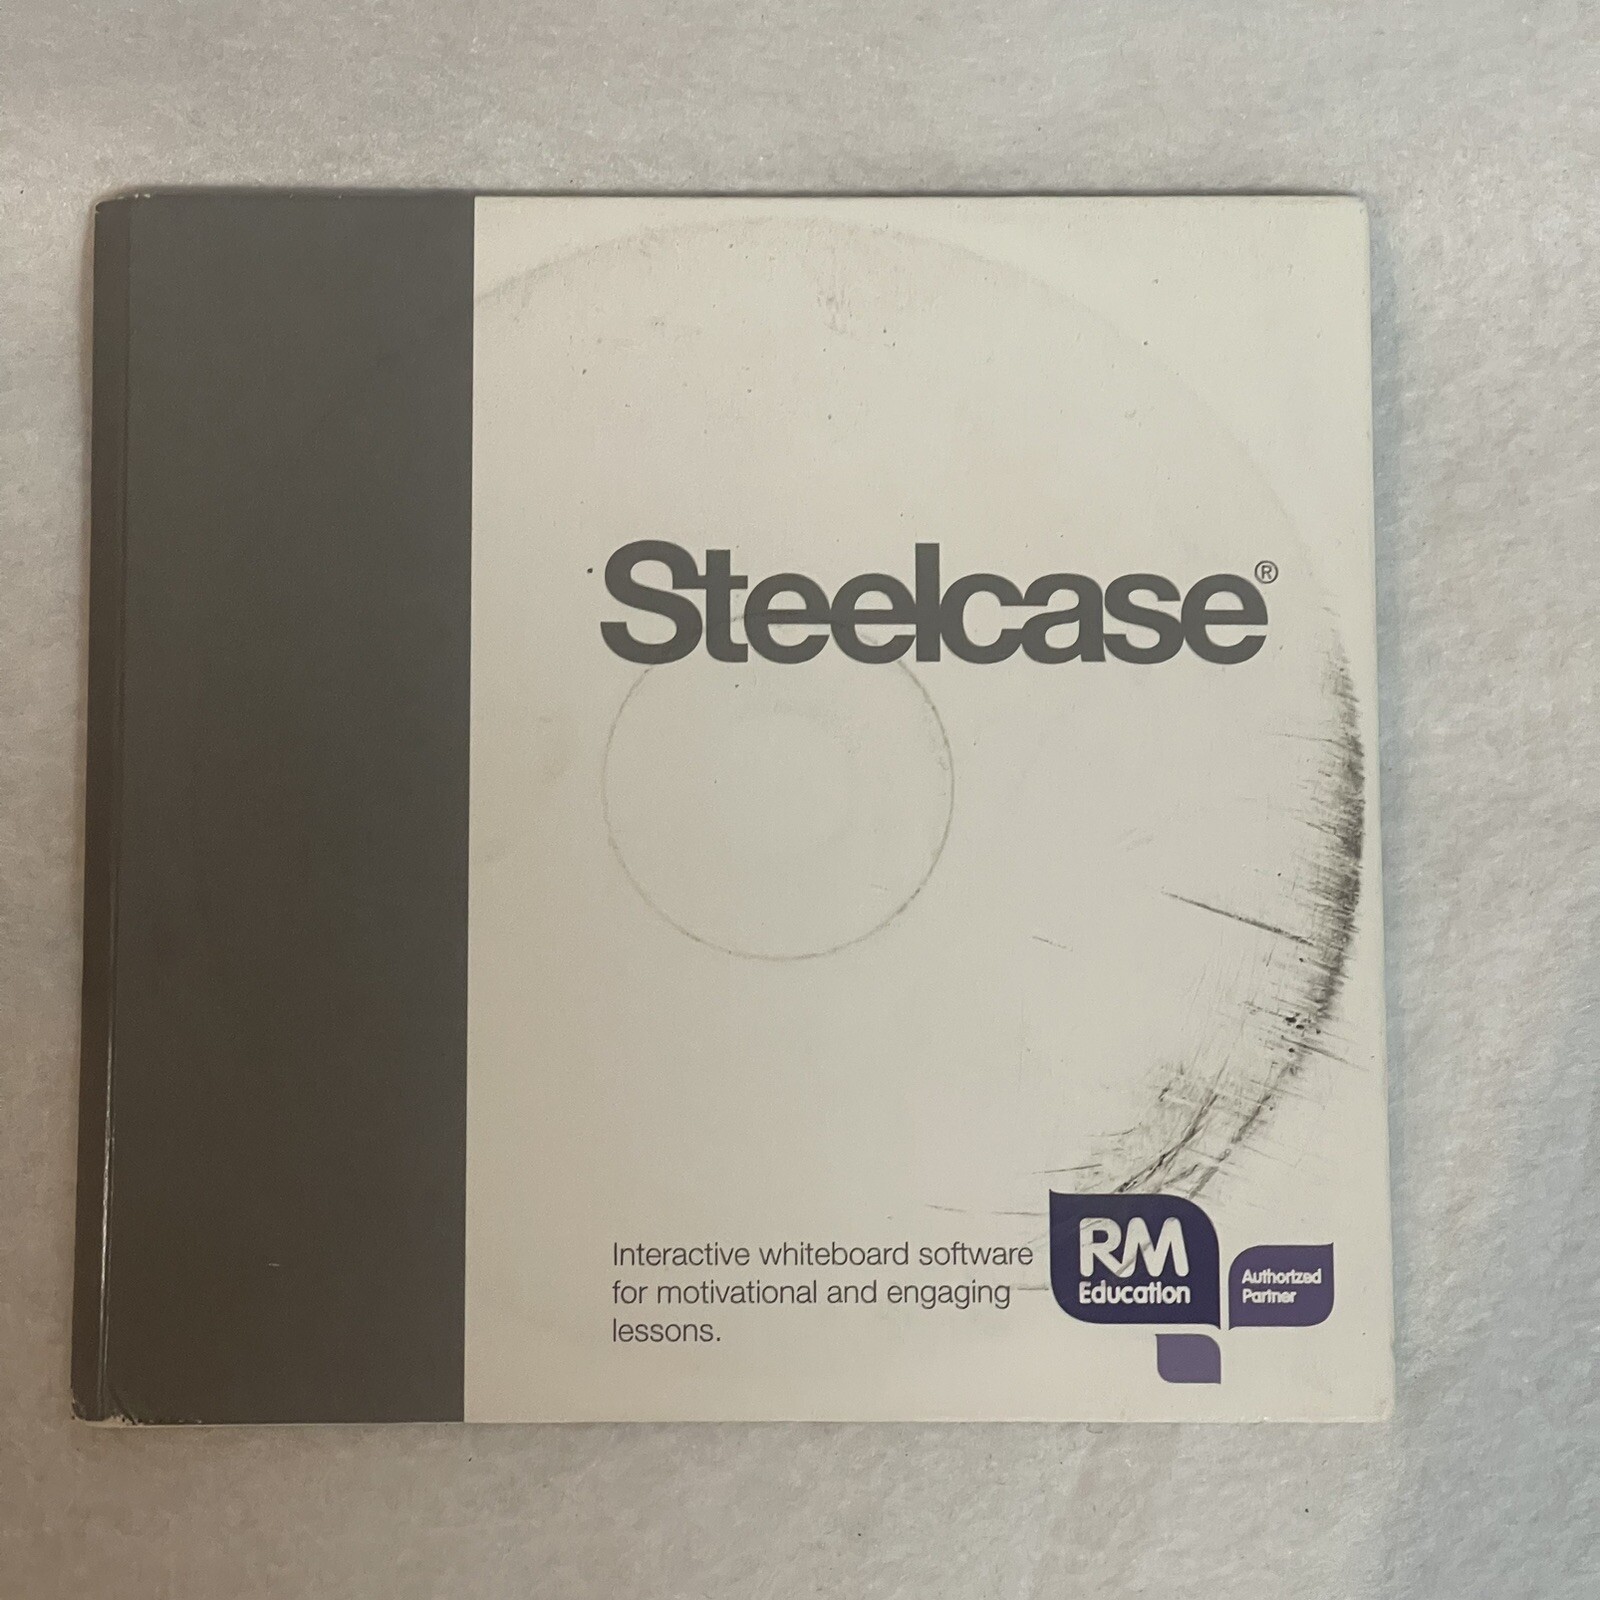 Steelcase®
Interactive whiteboard software
for motivational and engaging
lessons.
RM
Education
Authorized
Partner